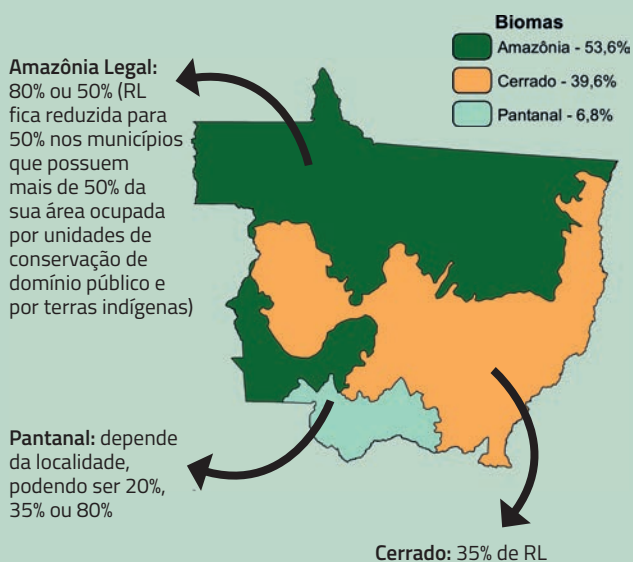 Biomas
Amazônia - 53,6%
Cerrado - 39,6%
Pantanal - 6,8%
Amazônia Legal:
80% ou 50% (RL
fica reduzida para
50% nos municípios
que possuem
mais de 50% da
sua área ocupada
por unidades de
conservação de
domínio público e
por terras indígenas)
Pantanal: depende
da localidade,
podendo ser 20%,
35% ou 80%
Cerrado: 35% de RL